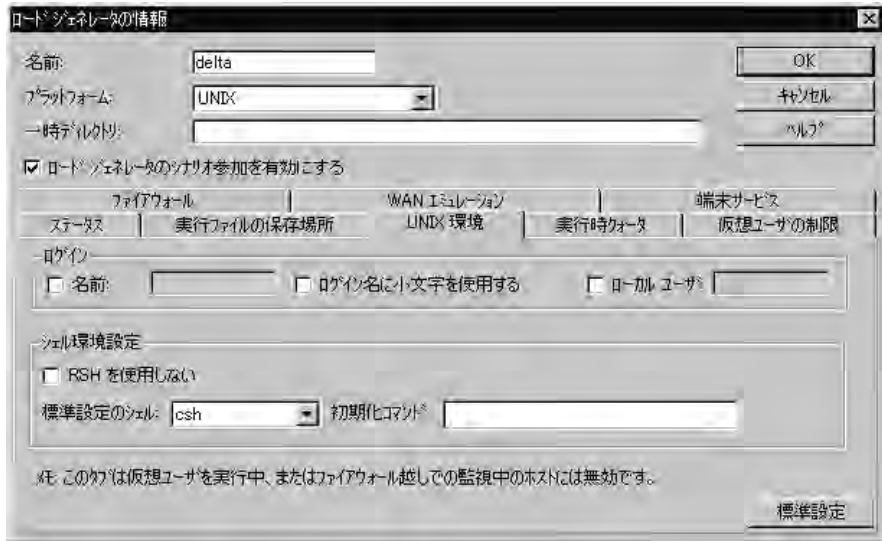 ロード ジェネレータの情報
名前: delta OK
プラットフォーム: UNIX キャンセル
一時ディレクトリ: ヘルプ
ロード ジェネレータのシナリオ参加を有効にする
ファイアウォール WAN エミュレーション 端末サービス
ステータス 実行ファイルの保存場所 UNIX 環境 実行時クォータ 仮想ユーザの制限
ログイン
名前: ログイン名に小文字を使用する ローカル ユーザ
シェル環境設定
RSH を使用しない
標準設定のシェル: csh 初期化コマンド
メモ: このタブは仮想ユーザを実行中、またはファイアウォール越しでの監視中のホストには無効です。
標準設定